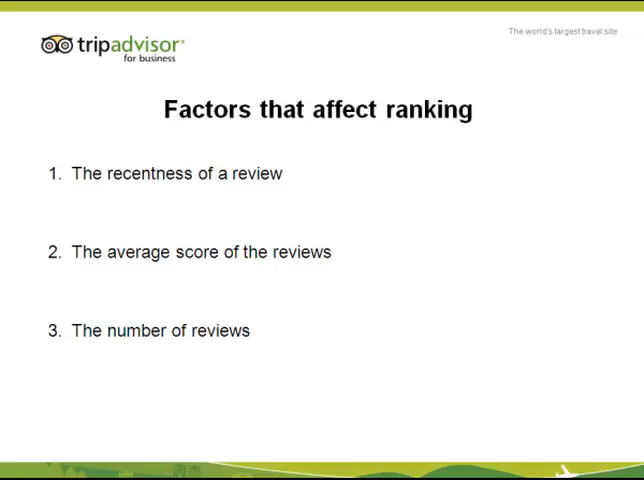 The world's largest travel site
tripadvisor®
for business
Factors that affect ranking
1. The recentness of a review
2. The average score of the reviews
3. The number of reviews